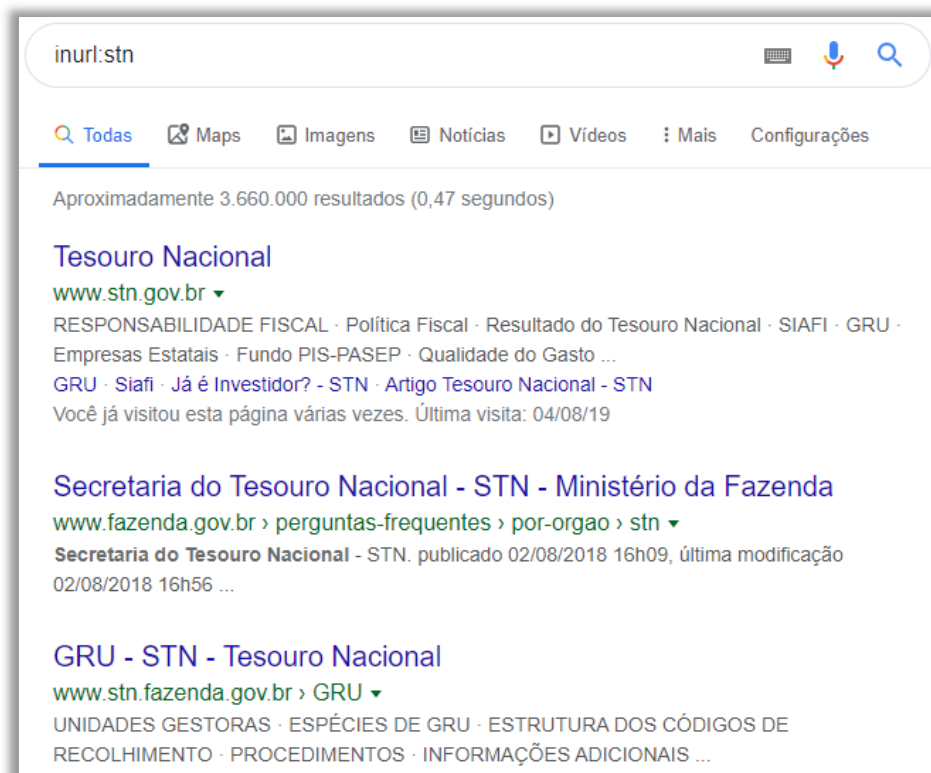 inurl:stn
Todas Maps Imagens Notícias Vídeos Mais Configurações
Aproximadamente 3.660.000 resultados (0,47 segundos)
Tesouro Nacional
www.stn.gov.br
RESPONSABILIDADE FISCAL · Política Fiscal · Resultado do Tesouro Nacional · SIAFI · GRU ·
Empresas Estatais · Fundo PIS-PASEP · Qualidade do Gasto ...
GRU · Siafi · Já é Investidor? - STN · Artigo Tesouro Nacional - STN
Você já visitou esta página várias vezes. Última visita: 04/08/19
Secretaria do Tesouro Nacional - STN - Ministério da Fazenda
www.fazenda.gov.br › perguntas-frequentes › por-orgao › stn
Secretaria do Tesouro Nacional - STN. publicado 02/08/2018 16h09, última modificação
02/08/2018 16h56 ...
GRU - STN - Tesouro Nacional
www.stn.fazenda.gov.br › GRU
UNIDADES GESTORAS · ESPÉCIES DE GRU · ESTRUTURA DOS CÓDIGOS DE
RECOLHIMENTO · PROCEDIMENTOS · INFORMAÇÕES ADICIONAIS ...